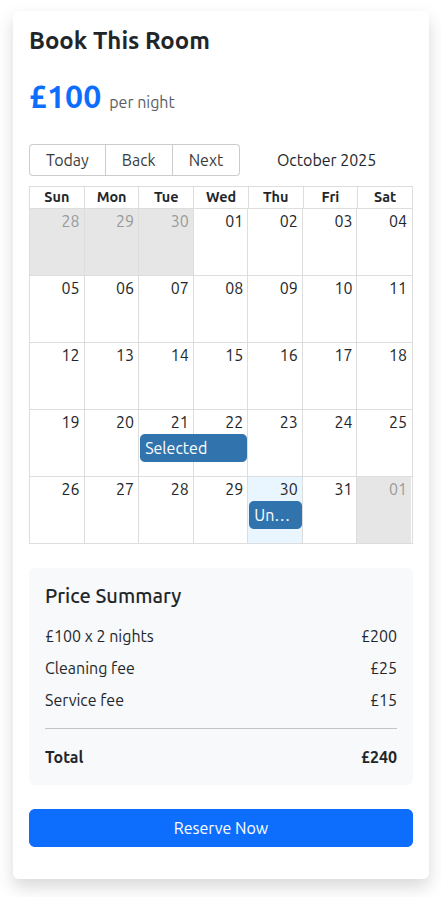 Book This Room
£100 per night
Today Back Next October 2025
Sun Mon Tue Wed Thu Fri Sat
28 29 30 01 02 03 04
05 06 07 08 09 10 11
12 13 14 15 16 17 18
19 20 21 22 23 24 25
Selected
26 27 28 29 30 31 01
Un...
Price Summary
£100 x 2 nights £200
Cleaning fee £25
Service fee £15
Total £240
Reserve Now